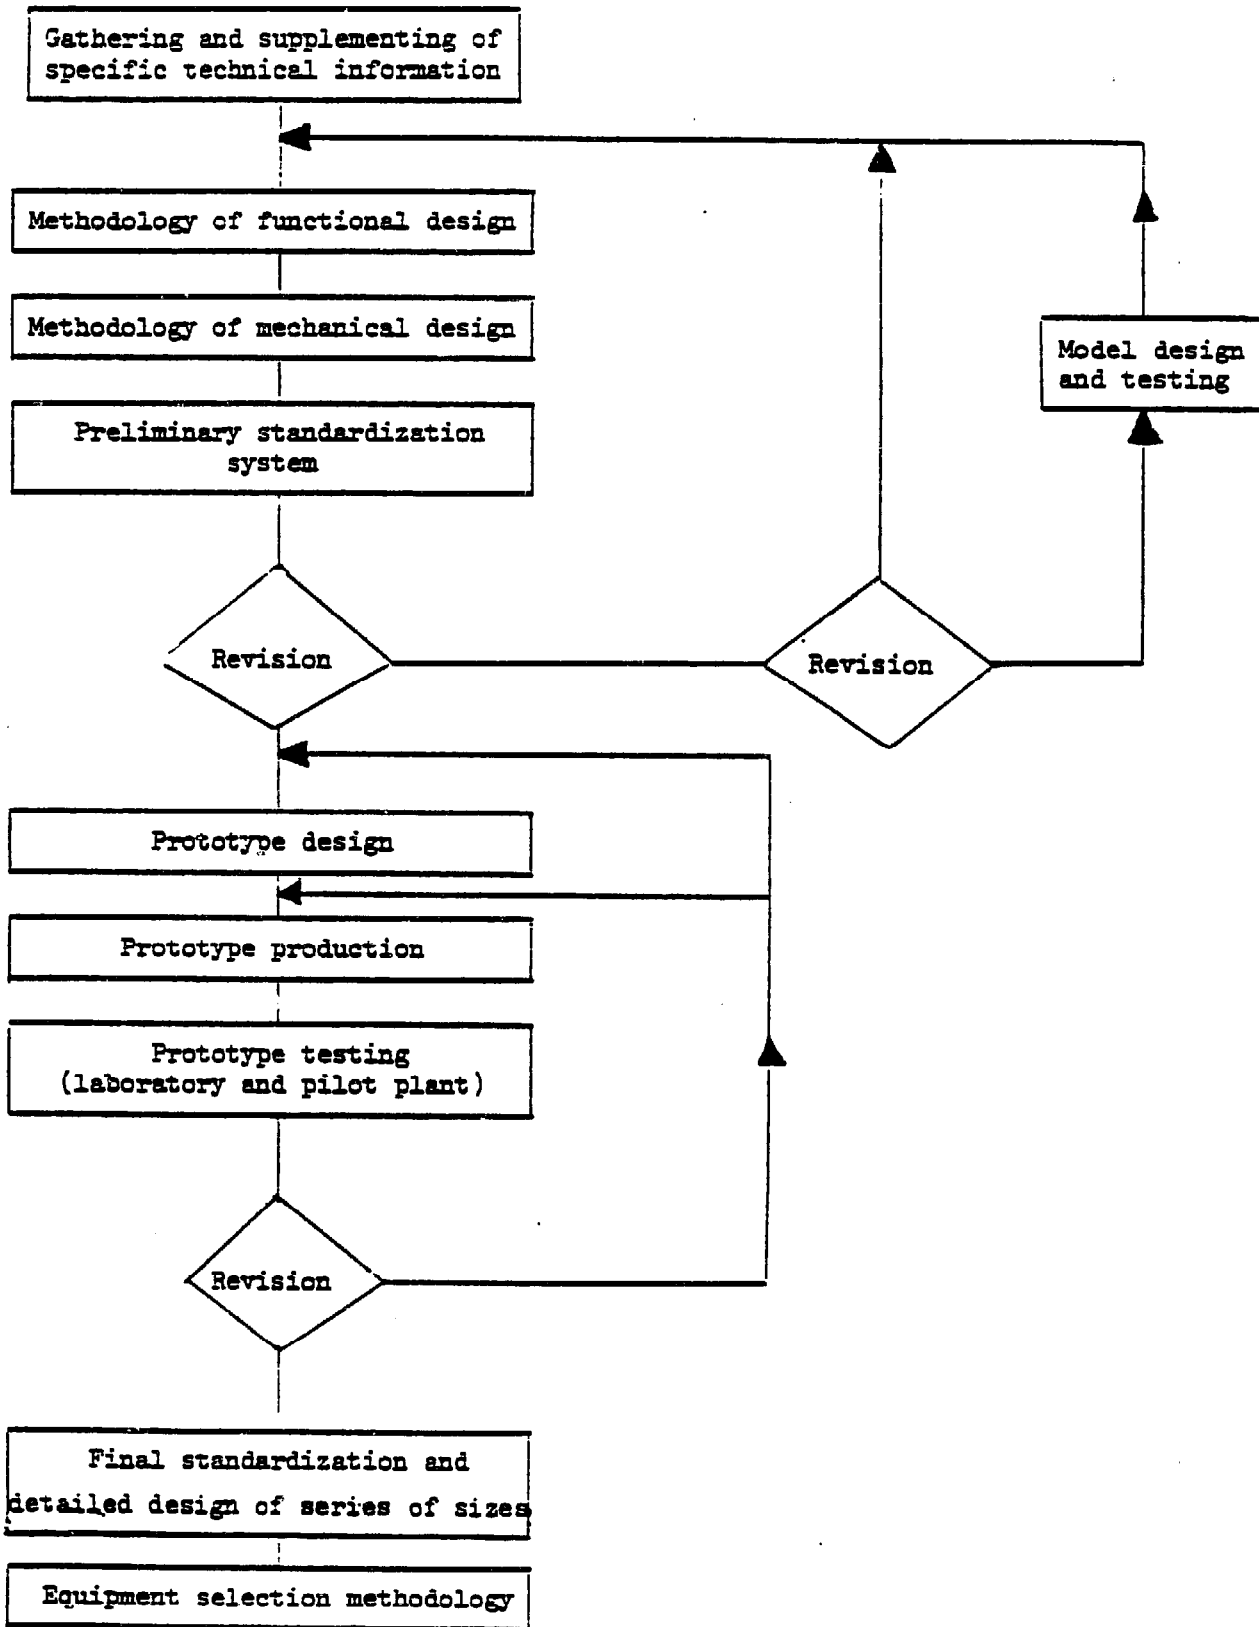 Gathering and supplementing of
specific technical information
Methodology of functional design
Methodology of mechanical design
Model design
and testing
Preliminary standardization
system
Revision
Revision
Prototype design
Prototype production
Prototype testing
(laboratory and pilot plant)
Revision
Final standardization and
detailed design of series of sizes
Equipment selection methodology